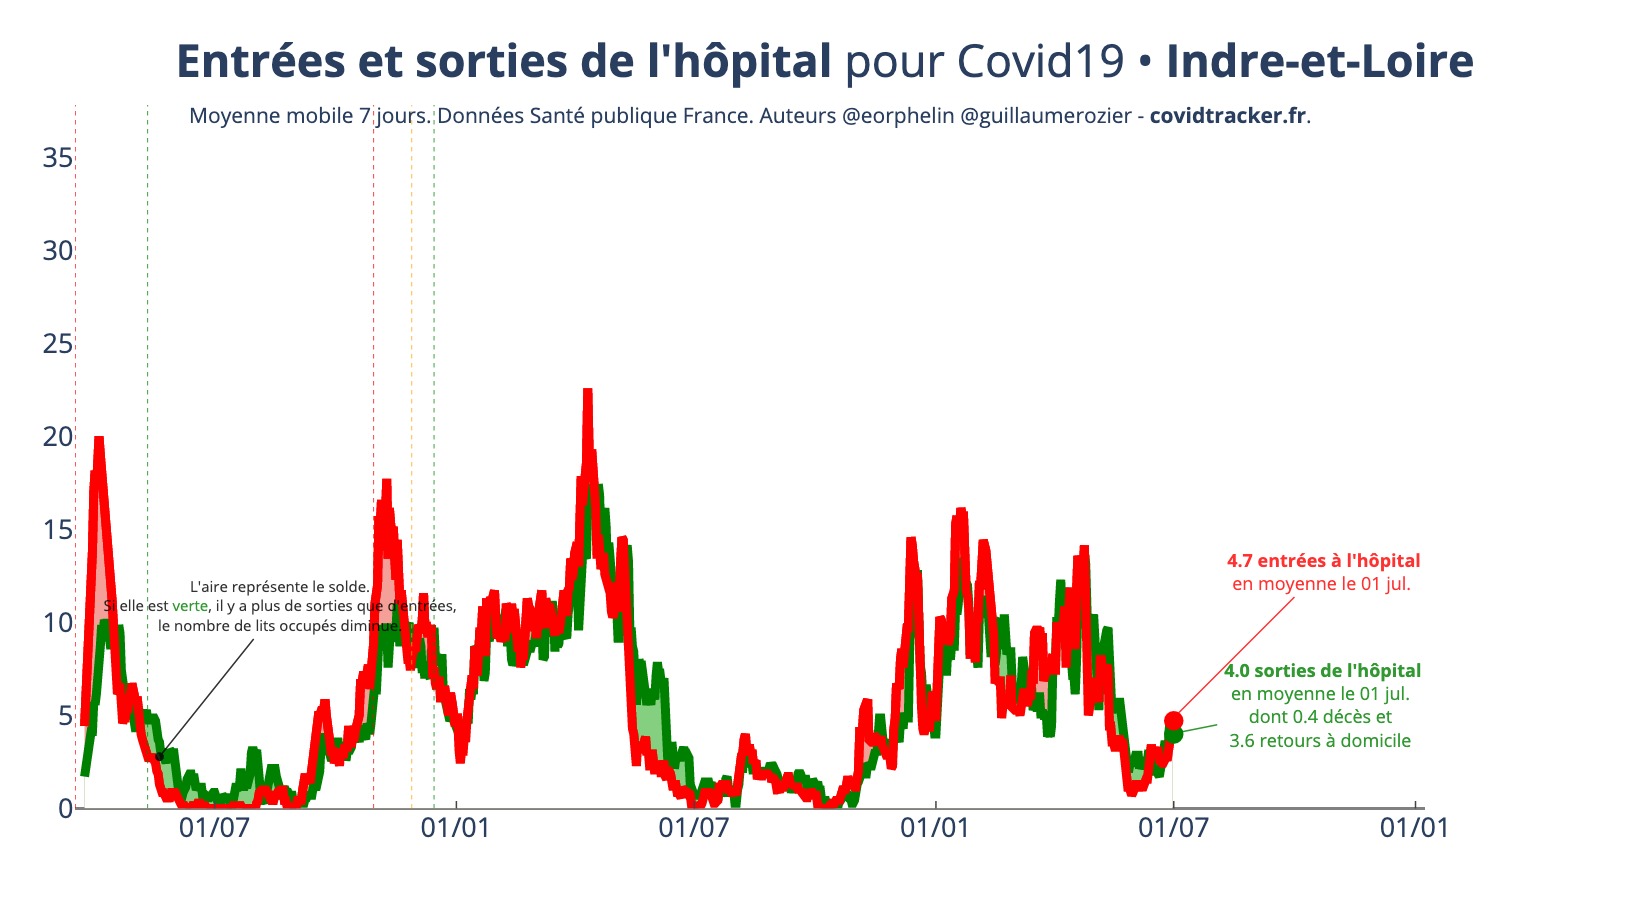 Entrées et sorties de l'hôpital pour Covid19 • Indre-et-Loire
Moyenne mobile 7 jours. Données Santé publique France. Auteurs @eorphelin @guillaumerozier - covidtracker.fr.
35
30
25
20
15
10
5
0
L'aire représente le solde.
Si elle est verte, il y a plus de sorties que d'entrées,
le nombre de lits occupés diminue.
4.7 entrées à l'hôpital
en moyenne le 01 jul.
4.0 sorties de l'hôpital
en moyenne le 01 jul.
dont 0.4 décès et
3.6 retours à domicile
01/07
01/01
01/07
01/01
01/07
01/01